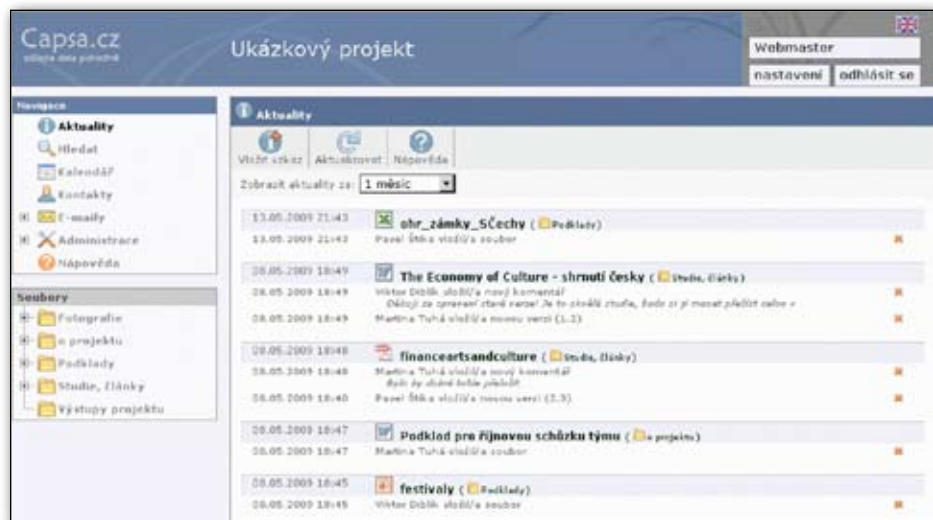 Capsa.cz
Ukázkový projekt
Webmaster
nastavení
odhlásit se
Navigace
Aktuality
Hledat
Kalendář
Kontakty
E-maily
Administrace
Nápověda
Soubory
Fotografie
o projektu
Podklady
Studie, články
Výstupy projektu
Aktuality
Vložit vzkaz
Aktualizovat
Nápověda
Zobrazit aktuality za: 1 měsíc
13.05.2009 21:43 ohr_zámky_SČechy (Podklady)
13.05.2009 21:43 Pavel Štika vložil/a soubor
08.05.2009 18:49 The Economy of Culture - shrnutí česky (Studie, články)
08.05.2009 18:49 Viktor Diblík vložil/a nový komentář
08.05.2009 18:49 Martina Tuhá vložil/a novou verzi (1.2)
08.05.2009 18:48 financeartsandculture (Studie, články)
08.05.2009 18:48 Martina Tuhá vložil/a nový komentář
08.05.2009 18:48 Pavel Štika vložil/a novou verzi
08.05.2009 18:47 Podklad pro říjnovou schůzku týmu (o projektu)
08.05.2009 18:47 Martina Tuhá vložil/a soubor
08.05.2009 18:45 festivaly (Podklady)
08.05.2009 18:45 Viktor Diblík vložil/a soubor